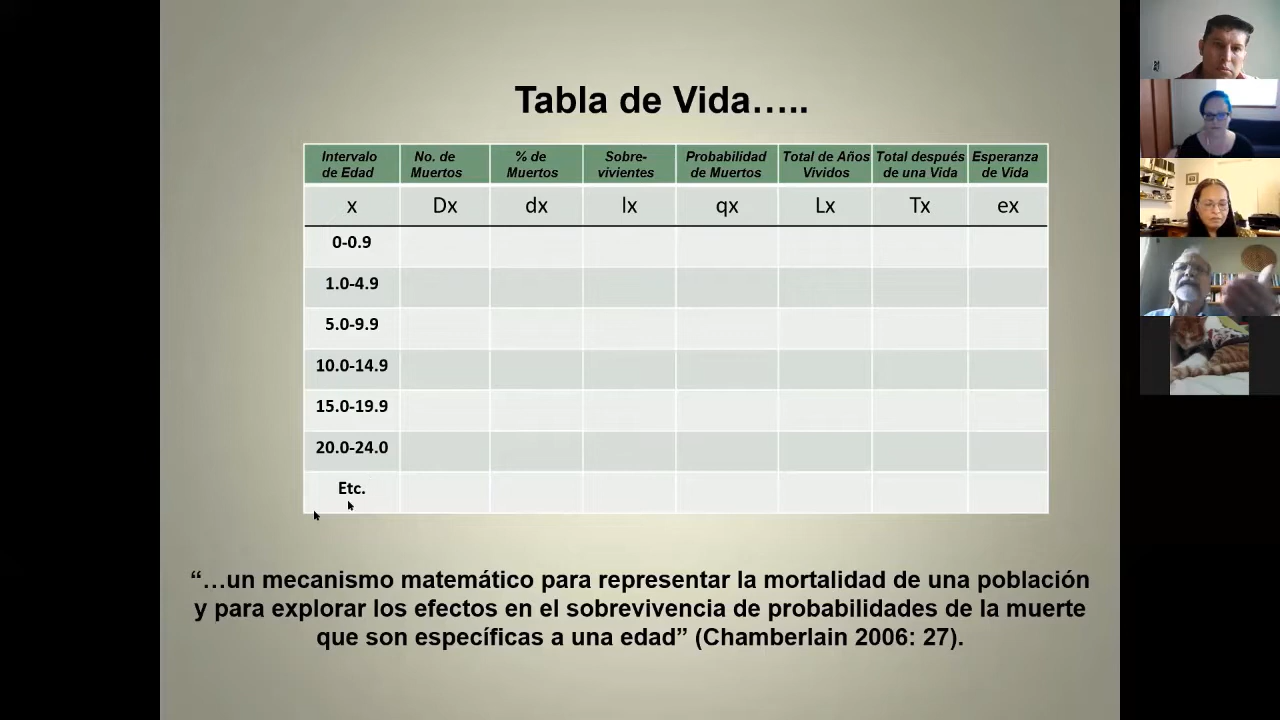 Tabla de Vida…..
Intervalo de Edad No. de Muertos % de Muertos Sobre-vivientes Probabilidad de Muertos Total de Años Vividos Total después de una Vida Esperanza de Vida
x Dx dx lx qx Lx Tx ex
0-0.9
1.0-4.9
5.0-9.9
10.0-14.9
15.0-19.9
20.0-24.0
Etc.
“…un mecanismo matemático para representar la mortalidad de una población
y para explorar los efectos en el sobrevivencia de probabilidades de la muerte
que son específicas a una edad” (Chamberlain 2006: 27).